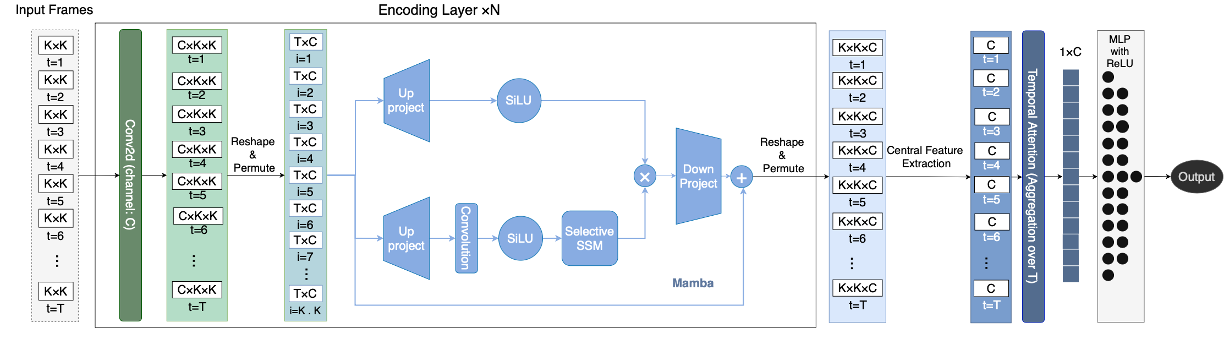 Input Frames
Encoding Layer ×N
K×K
t=1
K×K
t=2
K×K
t=3
K×K
t=4
K×K
t=5
K×K
t=6
⋮
K×K
t=T
Conv2d (channel: C)
C×K×K
t=1
C×K×K
t=2
C×K×K
t=3
C×K×K
t=4
C×K×K
t=5
C×K×K
t=6
⋮
C×K×K
t=T
Reshape
&
Permute
T×C
i=1
T×C
i=2
T×C
i=3
T×C
i=4
T×C
i=5
T×C
i=6
T×C
i=7
⋮
T×C
i=K . K
Up
project
SiLU
Up
project
Convolution
SiLU
Selective
SSM
×
Down
Project
+
Mamba
Reshape
&
Permute
K×K×C
t=1
K×K×C
t=2
K×K×C
t=3
K×K×C
t=4
K×K×C
t=5
K×K×C
t=6
⋮
K×K×C
t=T
Central Feature
Extraction
C
t=1
C
t=2
C
t=3
C
t=4
C
t=5
C
t=6
⋮
C
t=T
Temporal Attention (Aggregation over T)
1×C
MLP
with
ReLU
Output